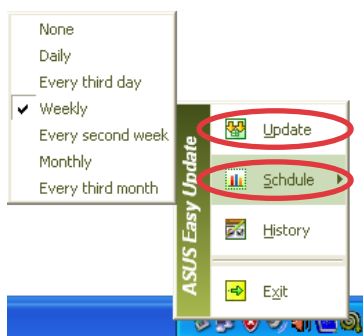 None
Daily
Every third day
Weekly
Every second week
Monthly
Every third month
ASUS Easy Update
Update
Schdule
History
Exit